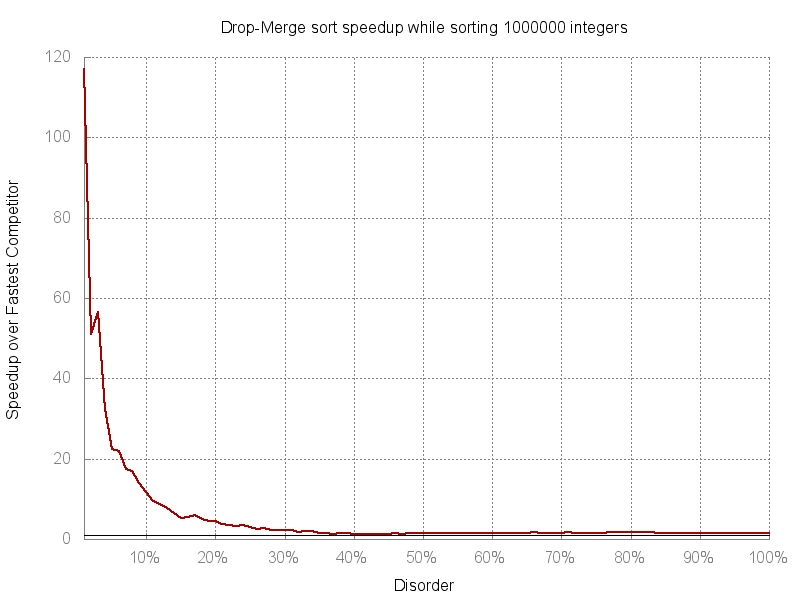 Drop-Merge sort speedup while sorting 1000000 integers
Speedup over Fastest Competitor
120
100
80
60
40
20
0
10% 20% 30% 40% 50% 60% 70% 80% 90% 100%
Disorder